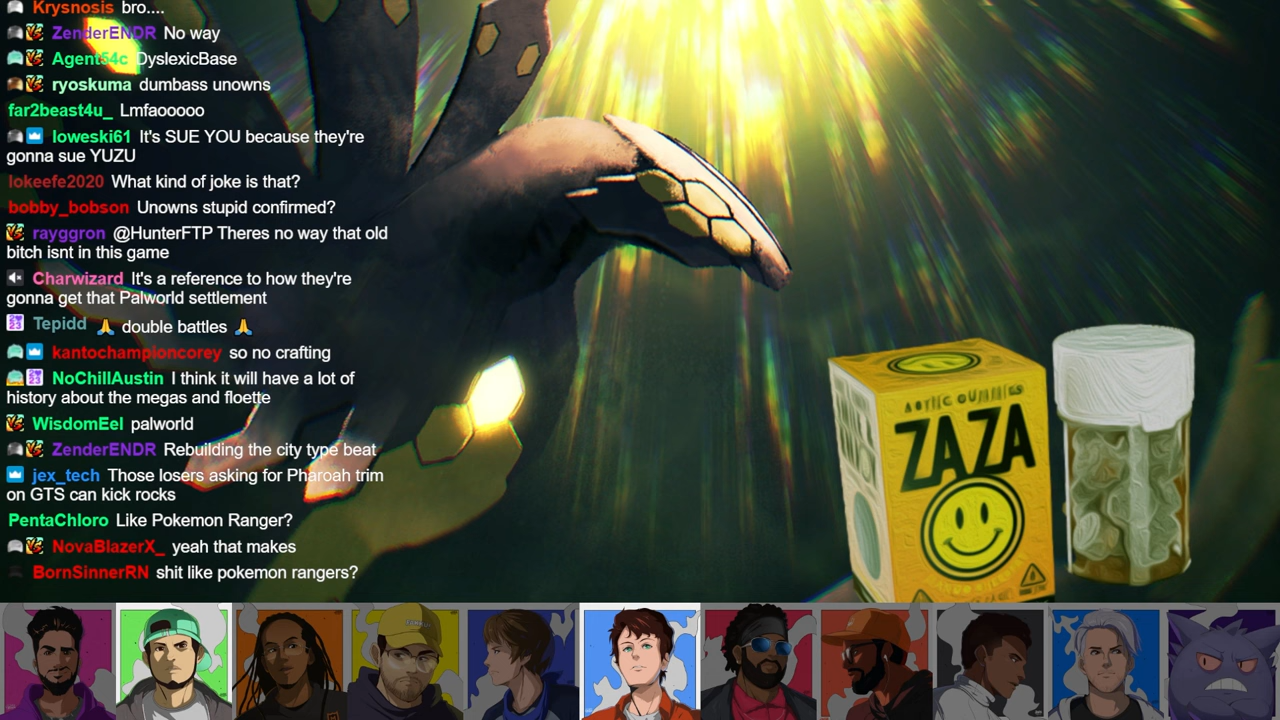 Krysnosis bro....
ZenderENDR No way
Agent54c DyslexicBase
ryoskuma dumbass unowns
far2beast4u_ Lmfaooooo
loweski61 It's SUE YOU because they're
gonna sue YUZU
lokeefe2020 What kind of joke is that?
bobby_bobson Unowns stupid confirmed?
rayggron @HunterFTP Theres no way that old
bitch isnt in this game
Charwizard It's a reference to how they're
gonna get that Palworld settlement
Tepidd 🙏 double battles 🙏
kantochampioncorey so no crafting
NoChillAustin I think it will have a lot of
history about the megas and floette
WisdomEel palworld
ZenderENDR Rebuilding the city type beat
jex_tech Those losers asking for Pharoah trim
on GTS can kick rocks
PentaChloro Like Pokemon Ranger?
NovaBlazerX_ yeah that makes
BornSinnerRN shit like pokemon rangers?
ZAZA